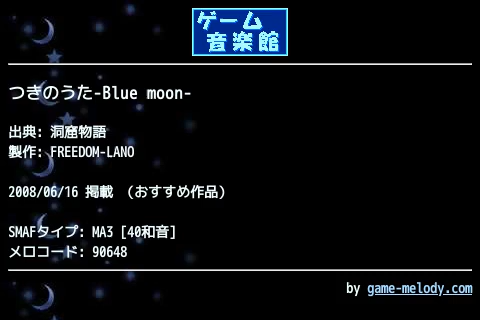 ゲーム
音楽館
つきのうた-Blue moon-
出典: 洞窟物語
製作: FREEDOM-LANO
2008/06/16 掲載 (おすすめ作品)
SMAFタイプ: MA3 [40和音]
メロコード: 90648
by game-melody.com